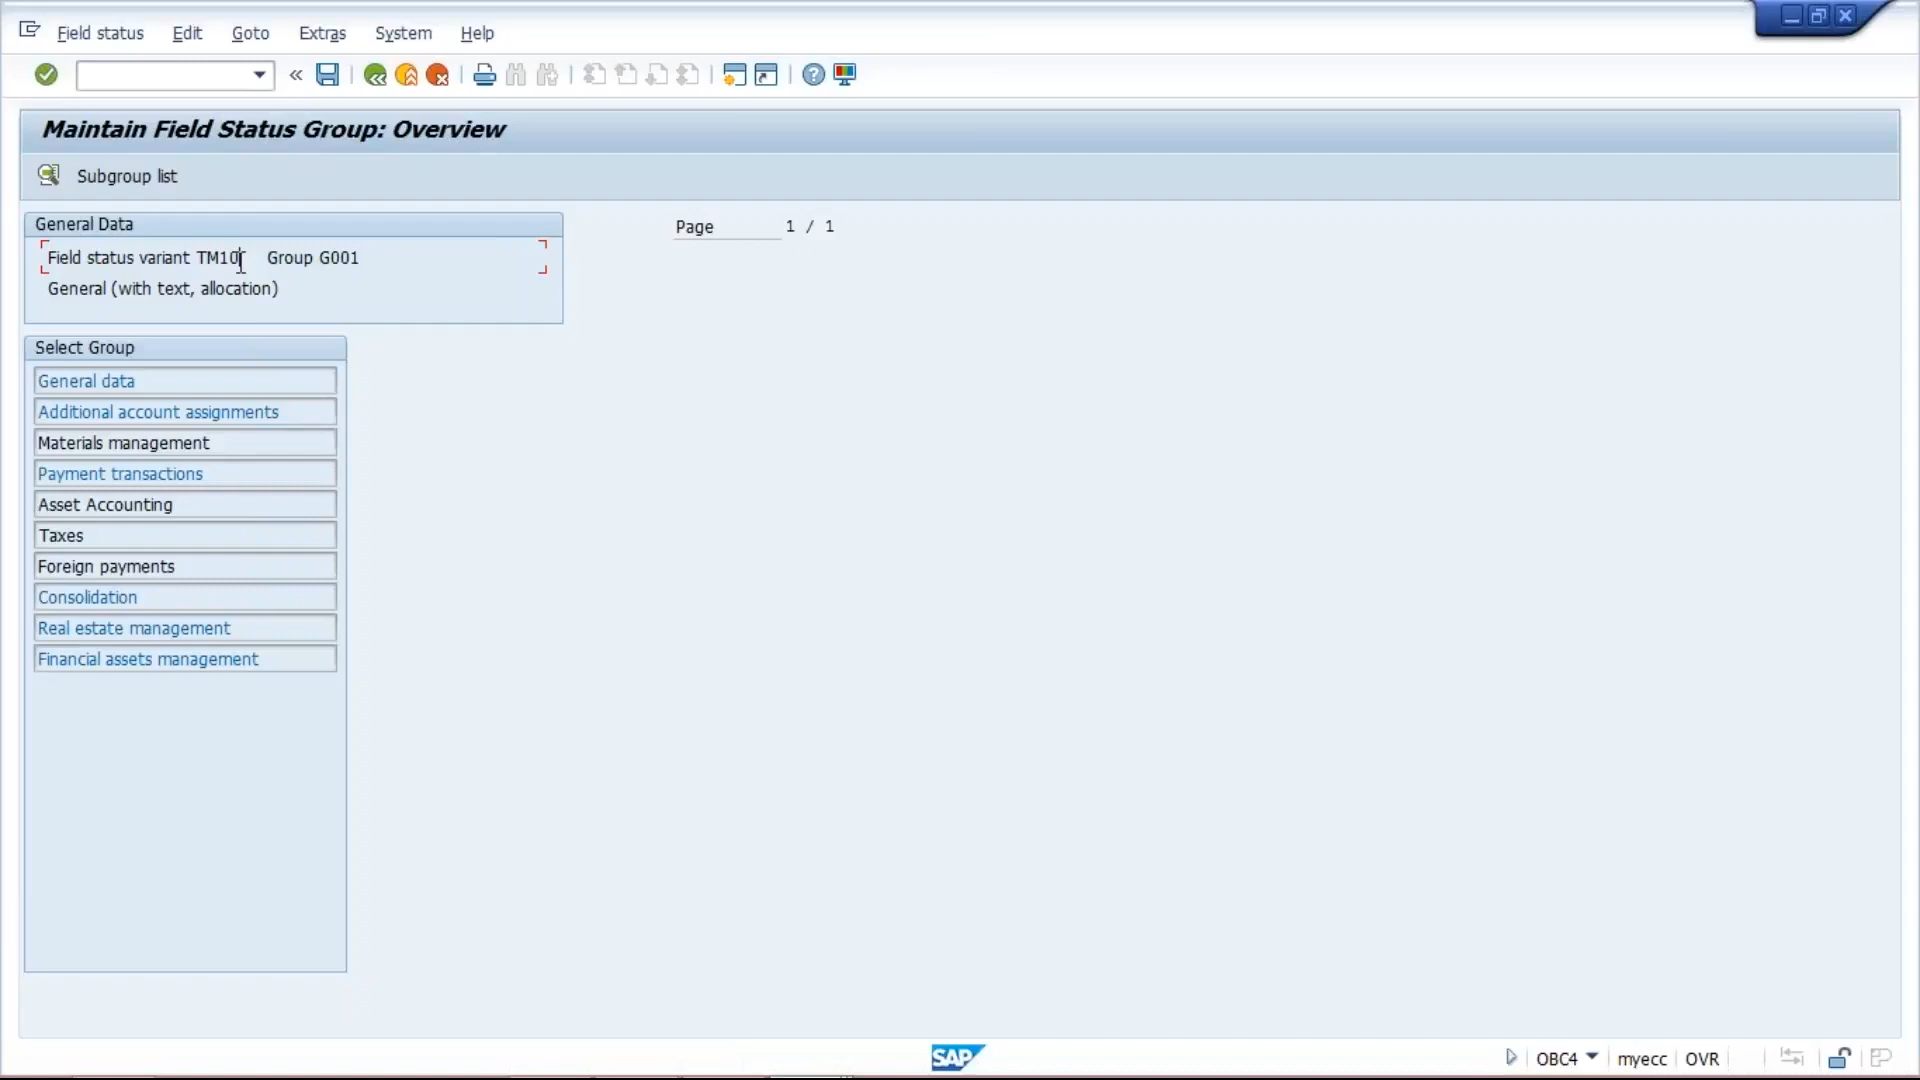 Field status Edit Goto Extras System Help
Maintain Field Status Group: Overview
Subgroup list
General Data
Page 1 / 1
Field status variant TM10 Group G001
General (with text, allocation)
Select Group
General data
Additional account assignments
Materials management
Payment transactions
Asset Accounting
Taxes
Foreign payments
Consolidation
Real estate management
Financial assets management
SAP
OBC4 myecc OVR